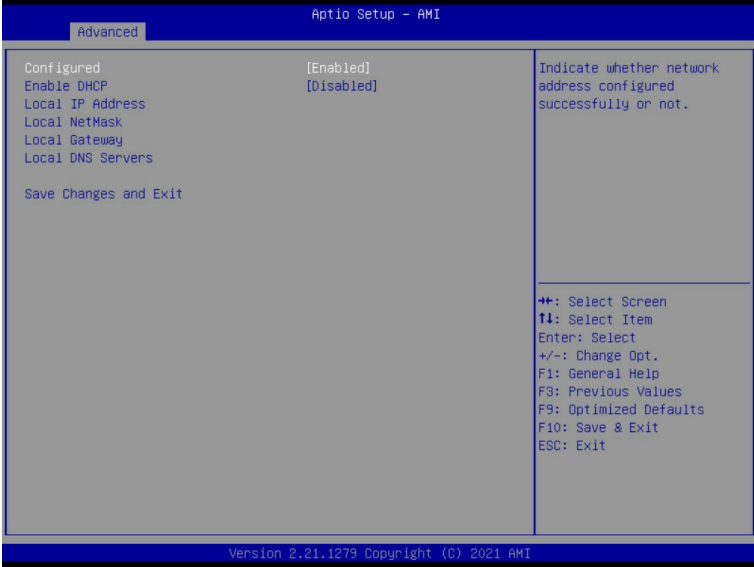 Aptio Setup – AMI
Advanced
Configured [Enabled]
Enable DHCP [Disabled]
Local IP Address
Local NetMask
Local Gateway
Local DNS Servers
Save Changes and Exit
Indicate whether network
address configured
successfully or not.
→←: Select Screen
↑↓: Select Item
Enter: Select
+/-: Change Opt.
F1: General Help
F3: Previous Values
F9: Optimized Defaults
F10: Save & Exit
ESC: Exit
Version 2.21.1279 Copyright (C) 2021 AMI